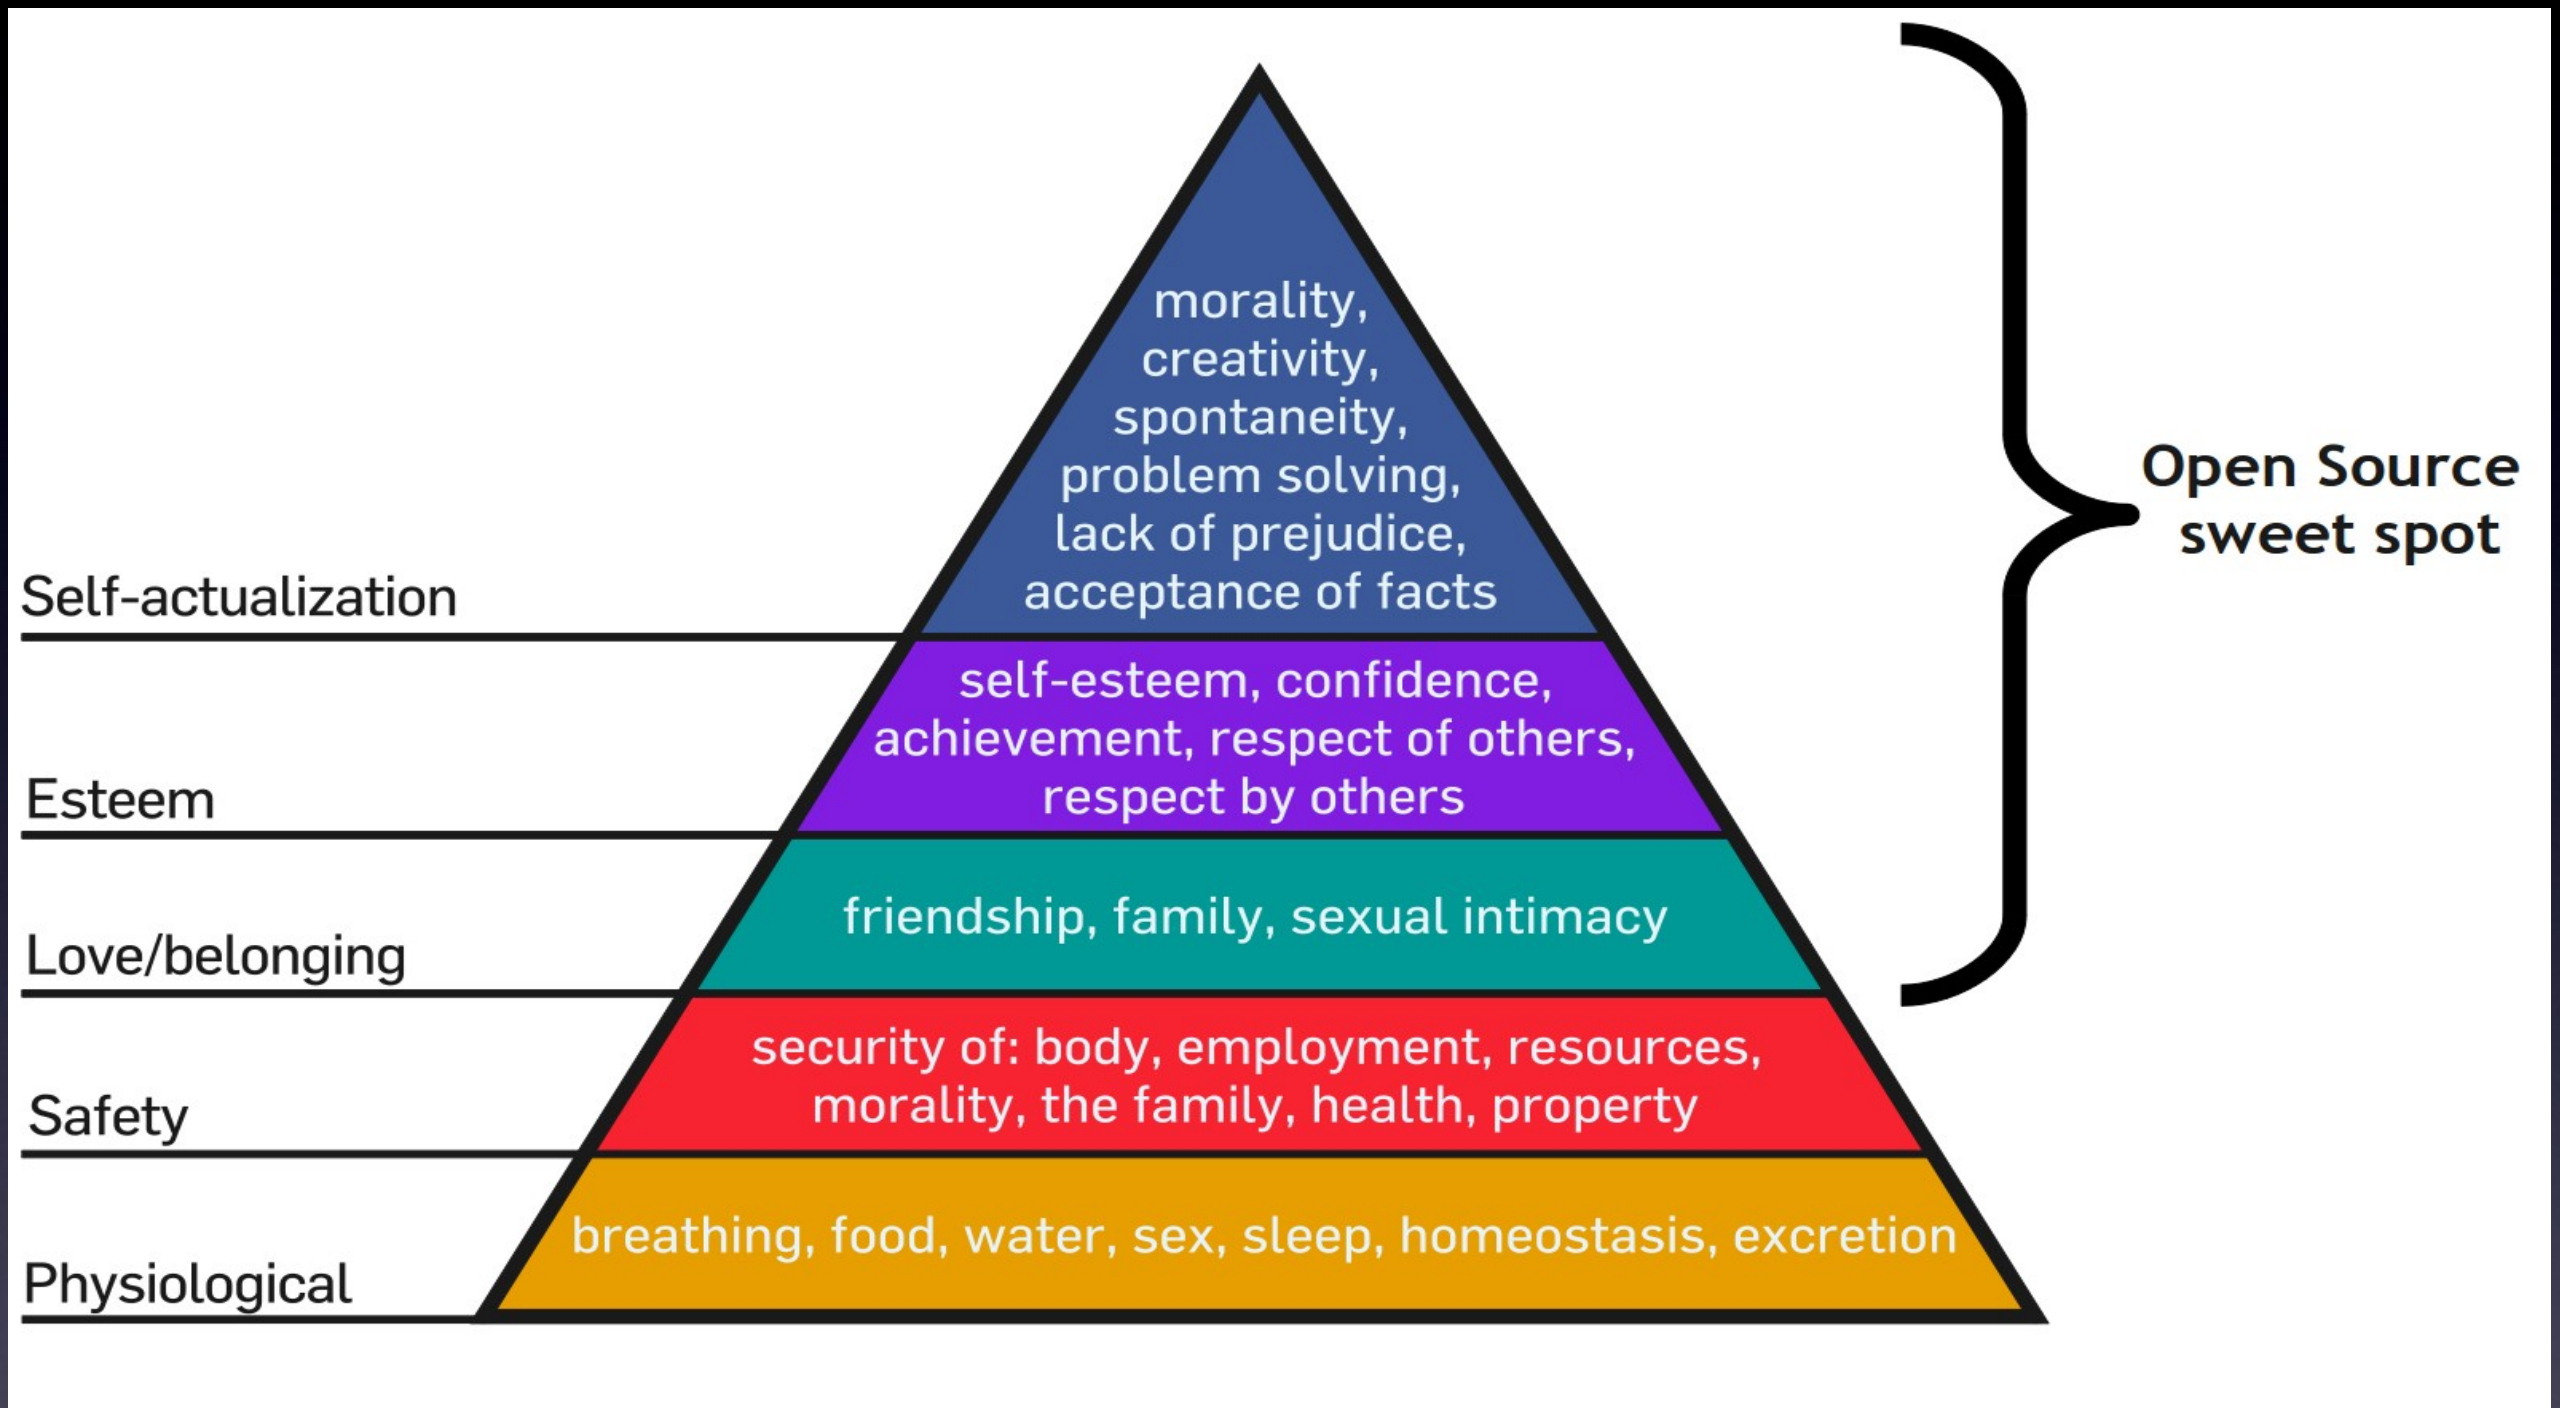 morality,
creativity,
spontaneity,
problem solving,
lack of prejudice,
acceptance of facts
Open Source
sweet spot
Self-actualization
self-esteem, confidence,
achievement, respect of others,
respect by others
Esteem
friendship, family, sexual intimacy
Love/belonging
security of: body, employment, resources,
morality, the family, health, property
Safety
breathing, food, water, sex, sleep, homeostasis, excretion
Physiological